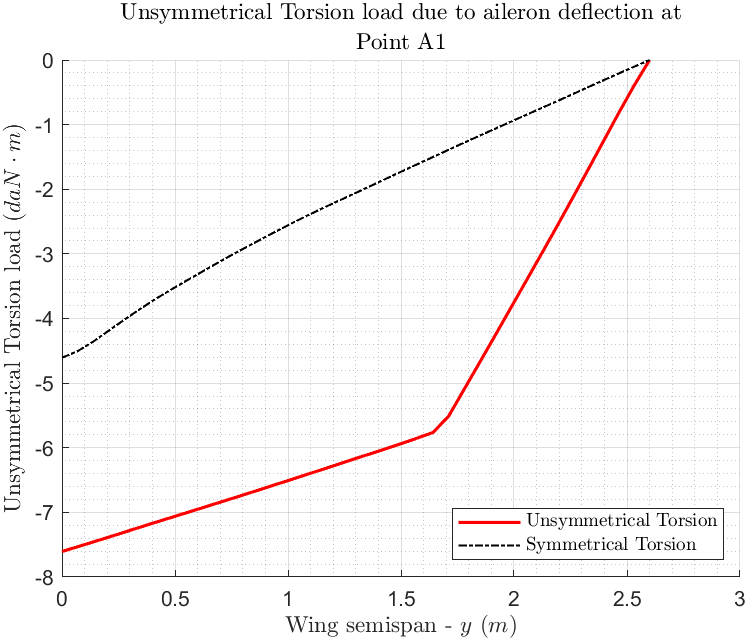 Unsymmetrical Torsion load due to aileron deflection at
Point A1
Unsymmetrical Torsion load (daN · m)
0
-1
-2
-3
-4
-5
-6
-7
-8
0 0.5 1 1.5 2 2.5 3
Wing semispan - y (m)
Unsymmetrical Torsion
Symmetrical Torsion